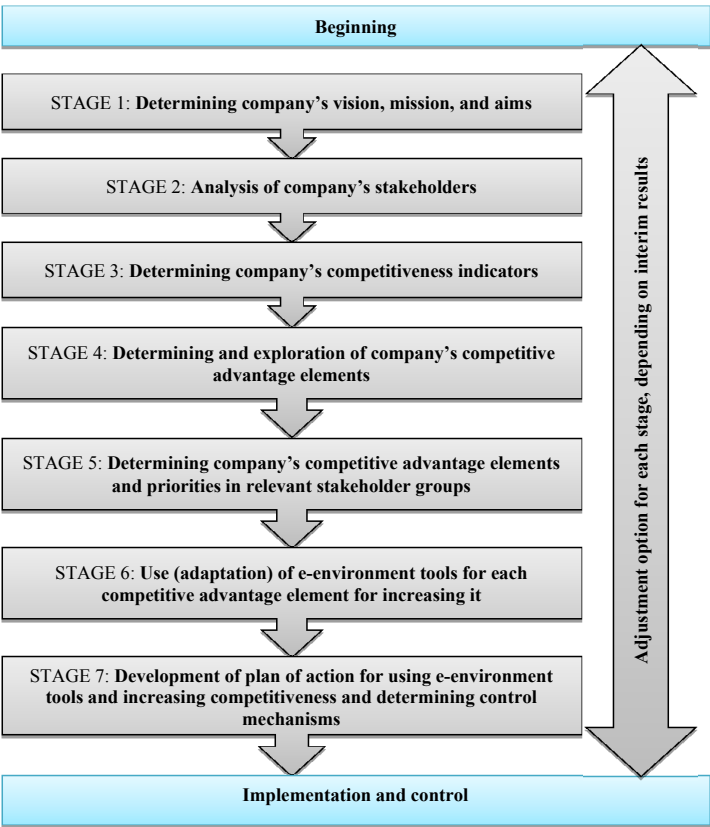 Beginning
STAGE 1: Determining company’s vision, mission, and aims
STAGE 2: Analysis of company’s stakeholders
STAGE 3: Determining company’s competitiveness indicators
STAGE 4: Determining and exploration of company’s competitive
advantage elements
STAGE 5: Determining company’s competitive advantage elements
and priorities in relevant stakeholder groups
STAGE 6: Use (adaptation) of e-environment tools for each
competitive advantage element for increasing it
STAGE 7: Development of plan of action for using e-environment
tools and increasing competitiveness and determining control
mechanisms
Implementation and control
Adjustment option for each stage, depending on interim results